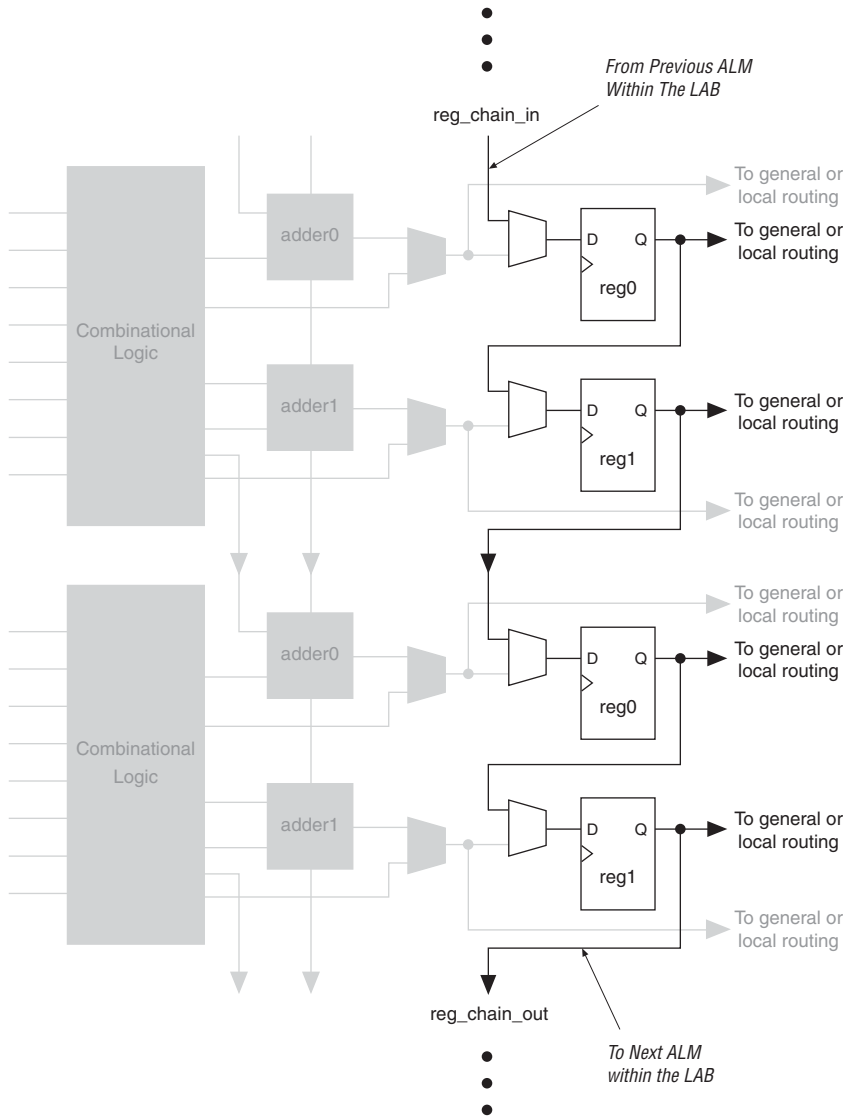 From Previous ALM
Within The LAB
reg_chain_in
To general or
local routing
adder0
D Q
To general or
local routing
reg0
Combinational
Logic
adder1
D Q
To general or
local routing
reg1
To general or
local routing
To general or
local routing
adder0
D Q
To general or
local routing
reg0
Combinational
Logic
adder1
D Q
To general or
local routing
reg1
To general or
local routing
reg_chain_out
To Next ALM
within the LAB